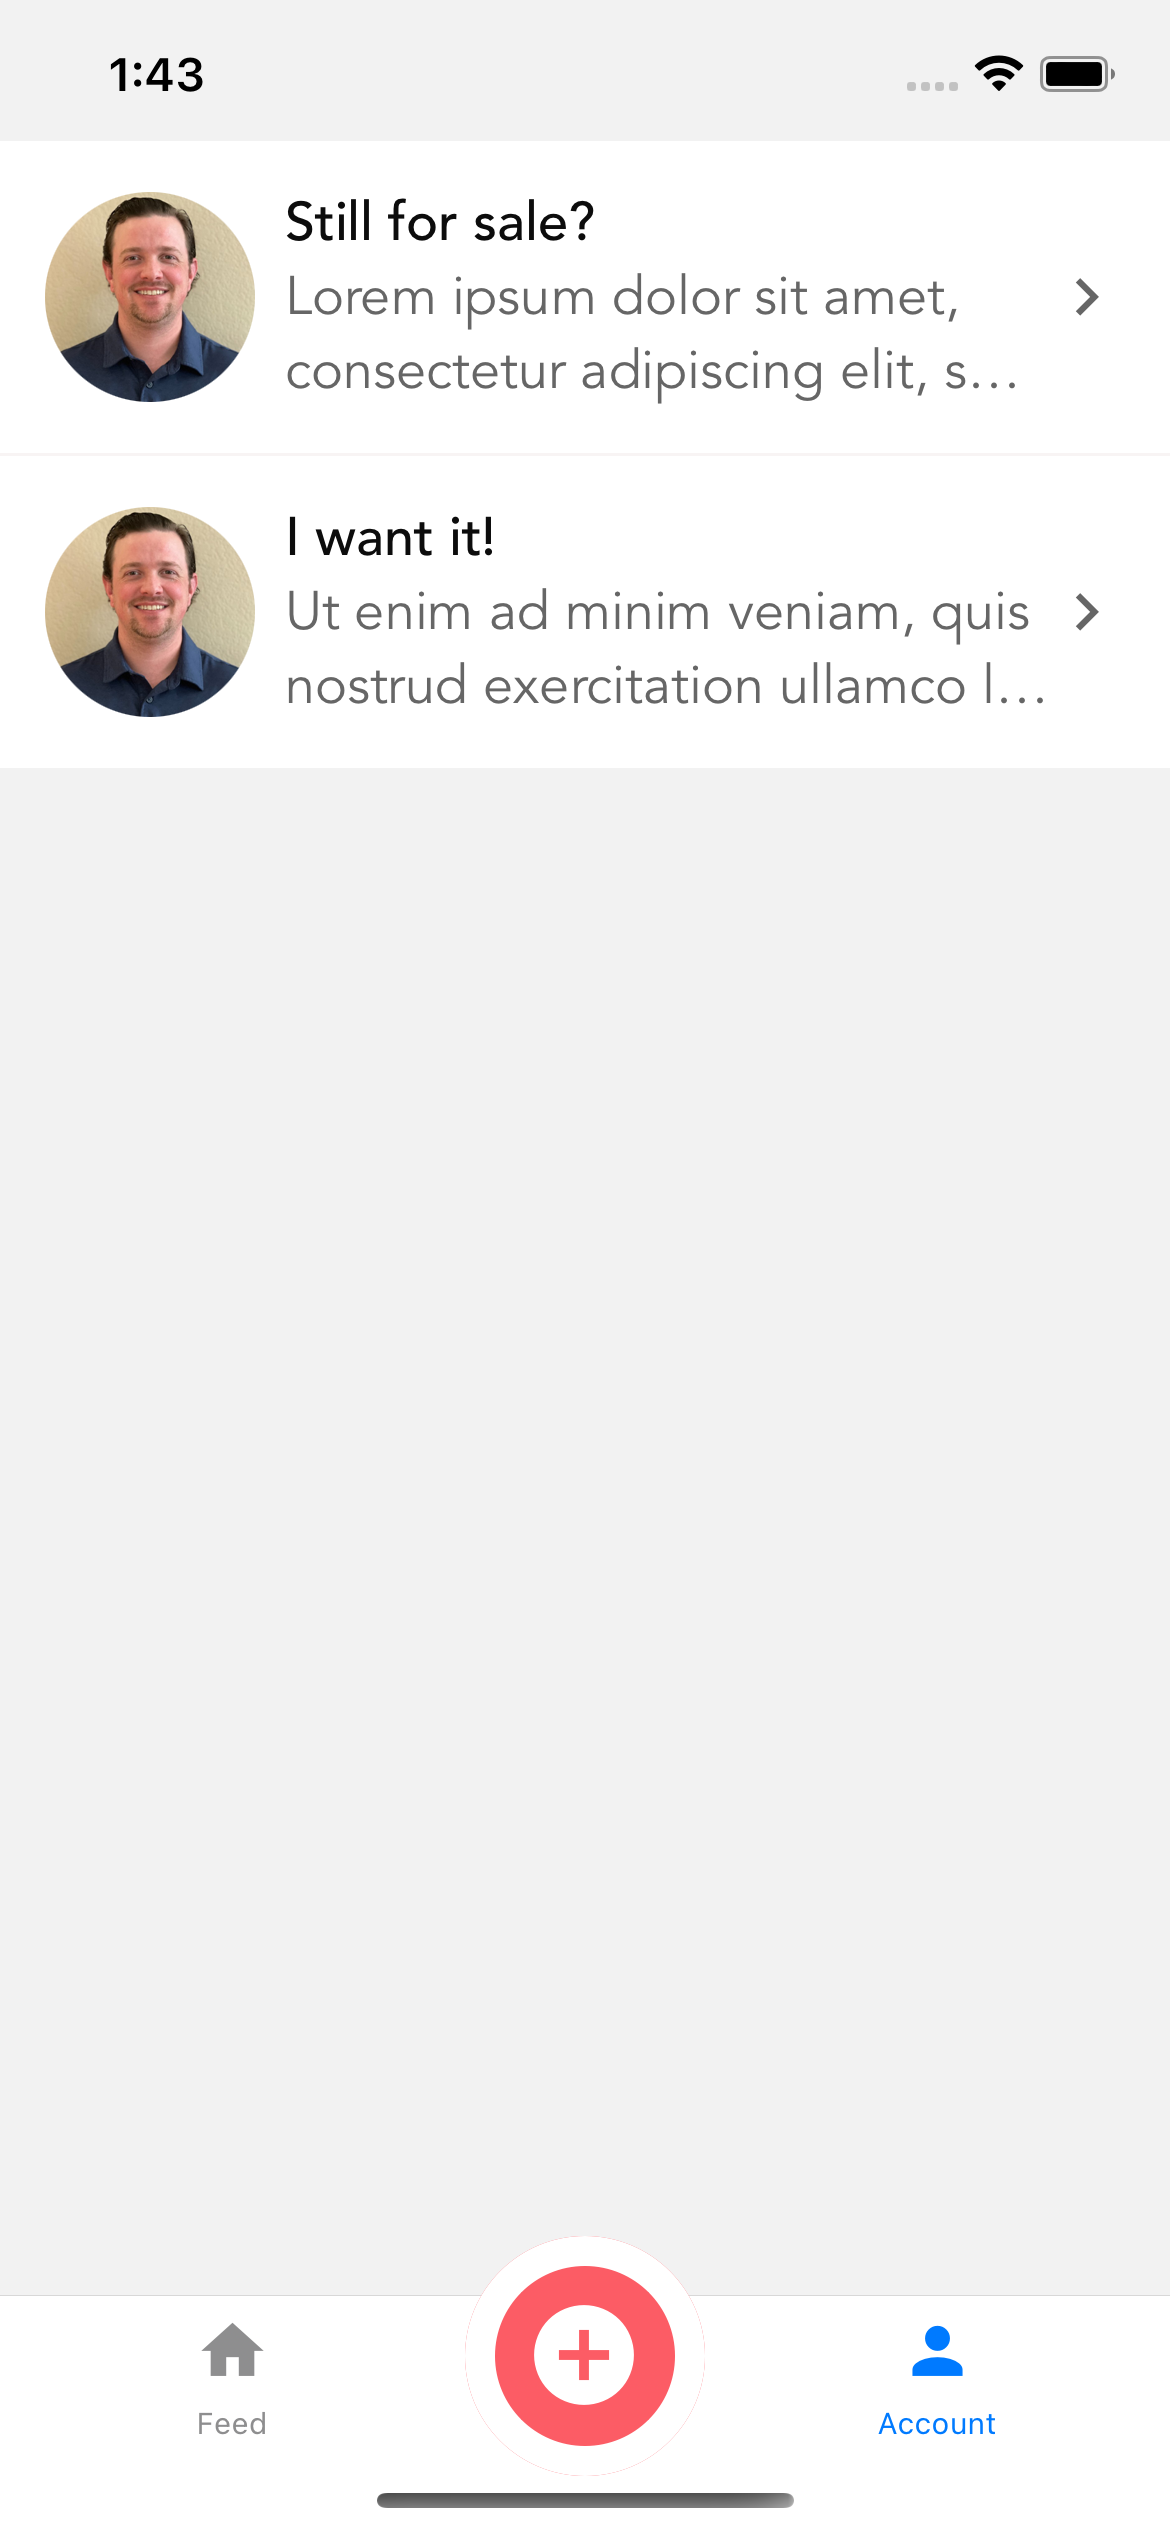 1:43
Still for sale?
Lorem ipsum dolor sit amet,
consectetur adipiscing elit, s...
I want it!
Ut enim ad minim veniam, quis
nostrud exercitation ullamco l...
Feed
Account